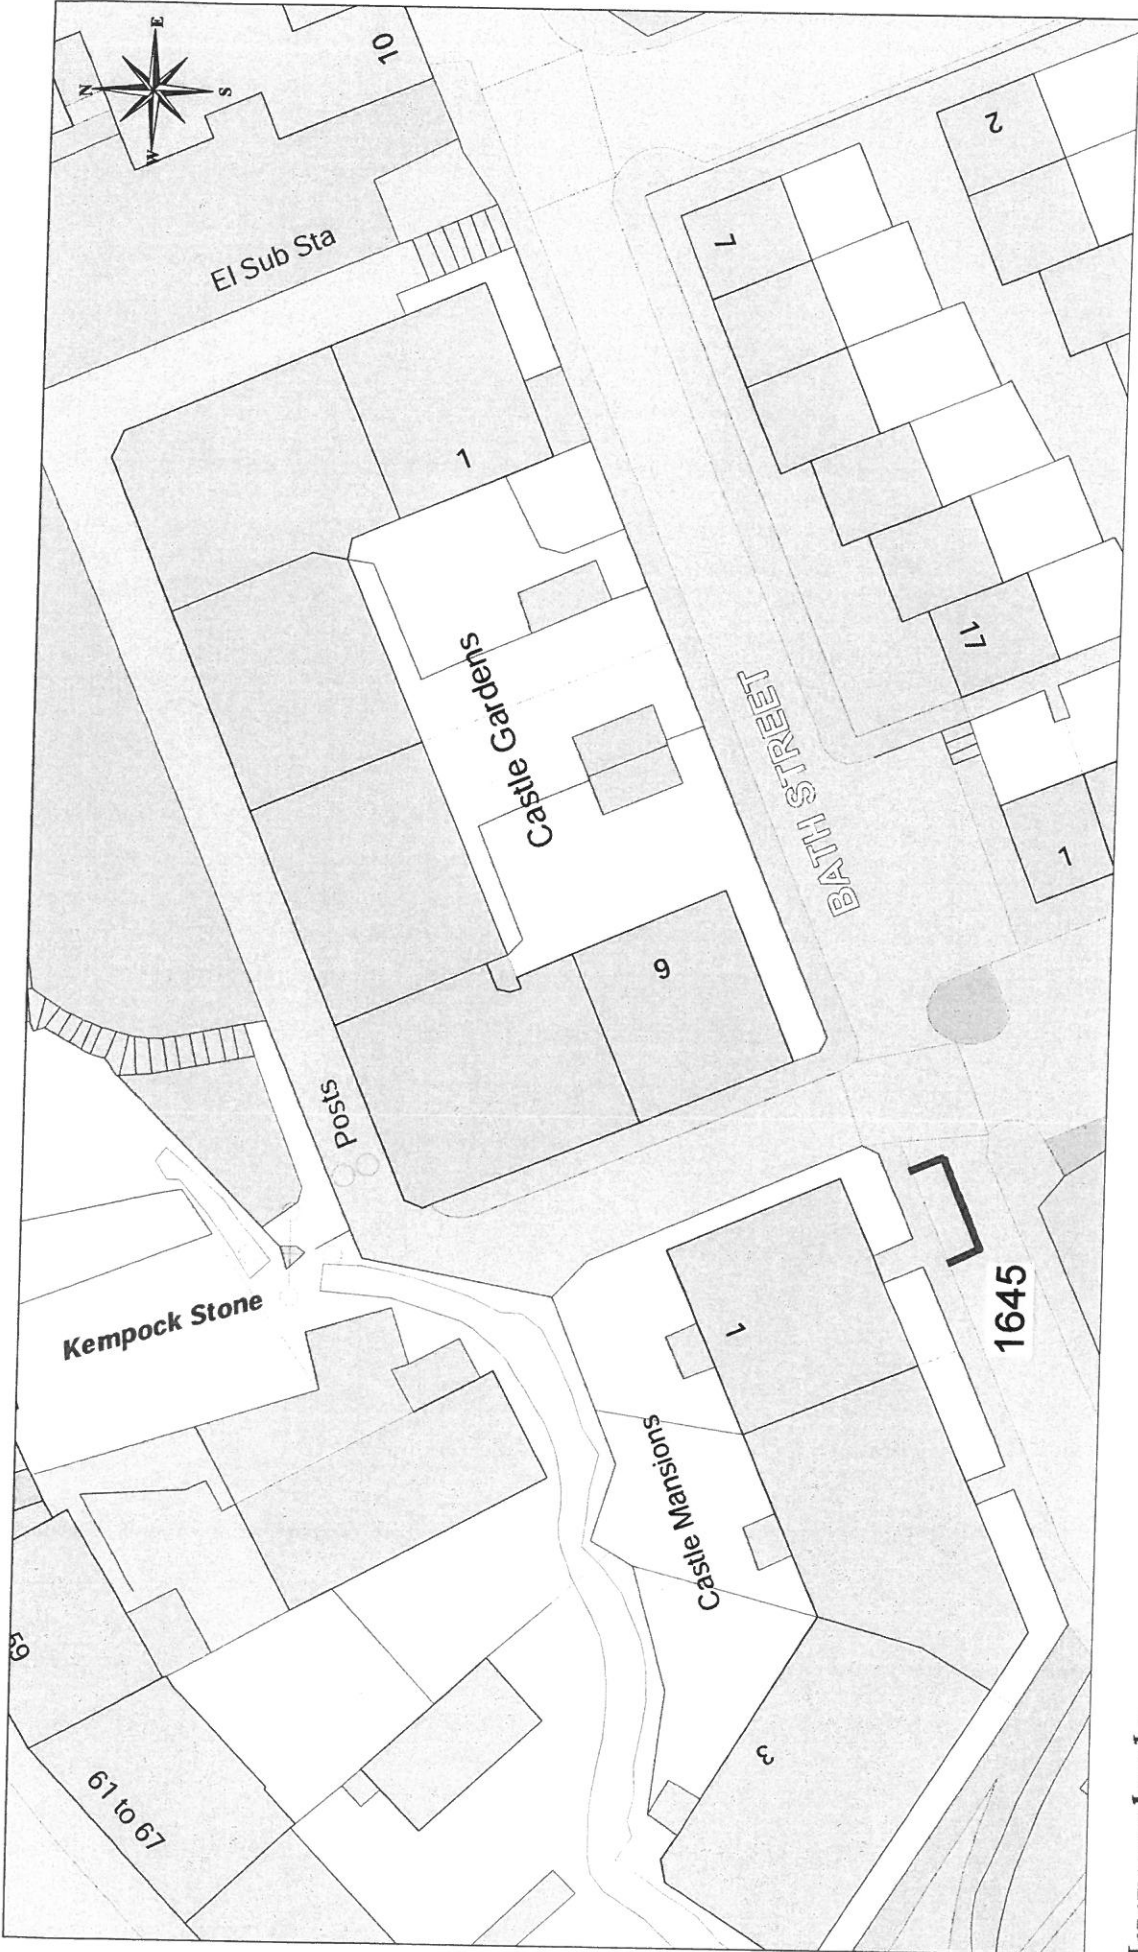 N
E
S
W
10
El Sub Sta
2
7
1
Castle Gardens
17
BATH STREET
1
9
Posts
Kempock Stone
1645
1
Castle Mansions
59
3
61 to 67